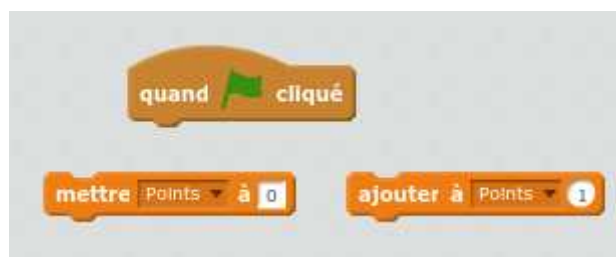 quand cliqué
mettre Points à 0
ajouter à Points 1